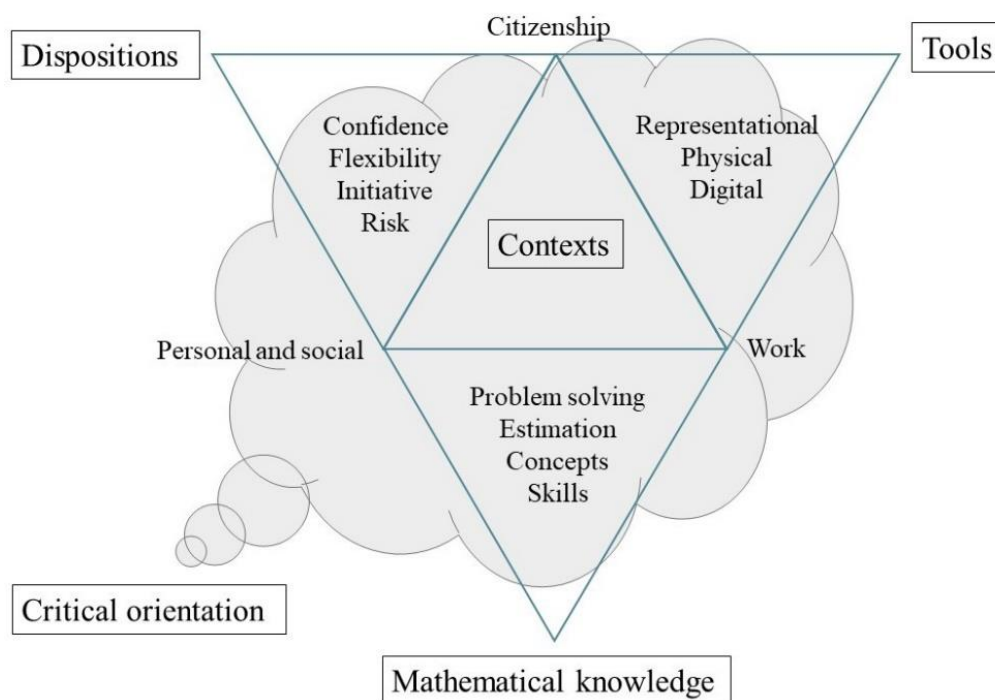 Citizenship
Dispositions
Tools
Confidence
Flexibility
Initiative
Risk
Representational
Physical
Digital
Contexts
Personal and social
Work
Problem solving
Estimation
Concepts
Skills
Critical orientation
Mathematical knowledge